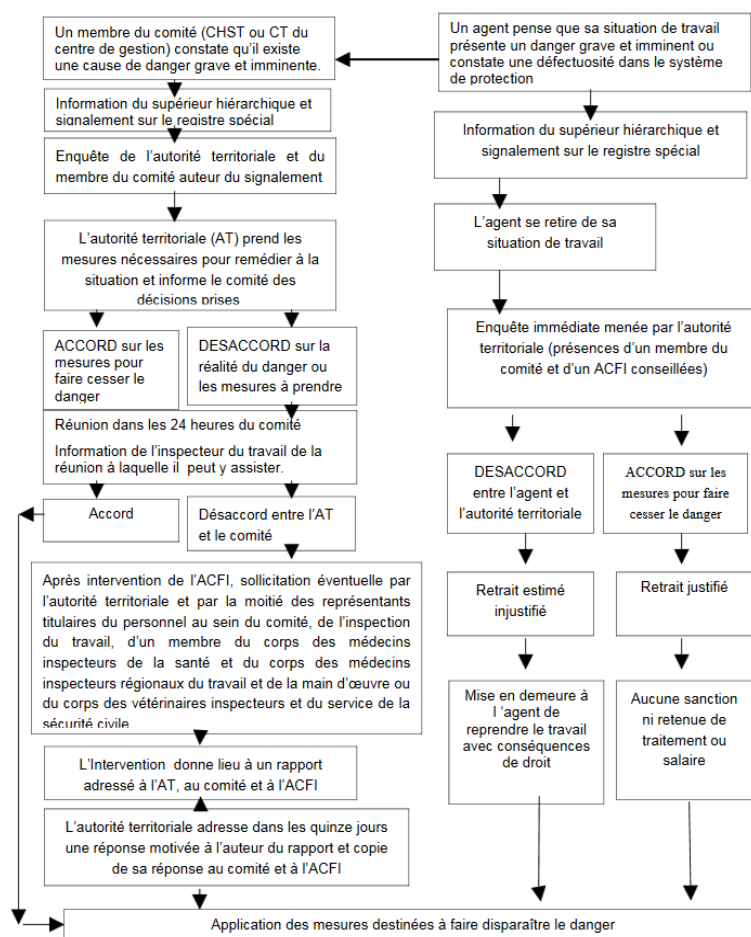 Un membre du comité (CHST ou CT du
centre de gestion) constate qu'il existe
une cause de danger grave et imminente.
Un agent pense que sa situation de travail
présente un danger grave et imminent ou
constate une défectuosité dans le système
de protection
Information du supérieur hiérarchique et
signalement sur le registre spécial
Information du supérieur hiérarchique et
signalement sur le registre spécial
Enquête de l'autorité territoriale et du
membre du comité auteur du signalement
L'agent se retire de sa
situation de travail
L'autorité territoriale (AT) prend les
mesures nécessaires pour remédier à la
situation et informe le comité des
décisions prises
Enquête immédiate menée par l'autorité
territoriale (présences d'un membre du
comité et d'un ACFI conseillées)
ACCORD sur les
mesures pour
faire cesser le
danger
DESACCORD sur la
réalité du danger ou
les mesures à prendre
Réunion dans les 24 heures du comité
Information de l'inspecteur du travail de la
réunion à laquelle il peut y assister.
DESACCORD
entre l'agent et
l'autorité territoriale
ACCORD sur les
mesures pour faire
cesser le danger
Accord
Désaccord entre l'AT
et le comité
Après intervention de l'ACFI, sollicitation éventuelle par
l'autorité territoriale et par la moitié des représentants
titulaires du personnel au sein du comité, de l'inspection
du travail, d'un membre du corps des médecins
inspecteurs de la santé et du corps des médecins
inspecteurs régionaux du travail et de la main d'œuvre ou
du corps des vétérinaires inspecteurs et du service de la
sécurité civile
Retrait estimé
injustifié
Retrait justifié
Mise en demeure à
l 'agent de
reprendre le travail
avec conséquences
de droit
Aucune sanction
ni retenue de
traitement ou
salaire
L'Intervention donne lieu à un rapport
adressé à l'AT, au comité et à l'ACFI
L'autorité territoriale adresse dans les quinze jours
une réponse motivée à l'auteur du rapport et copie
de sa réponse au comité et à l'ACFI
Application des mesures destinées à faire disparaître le danger